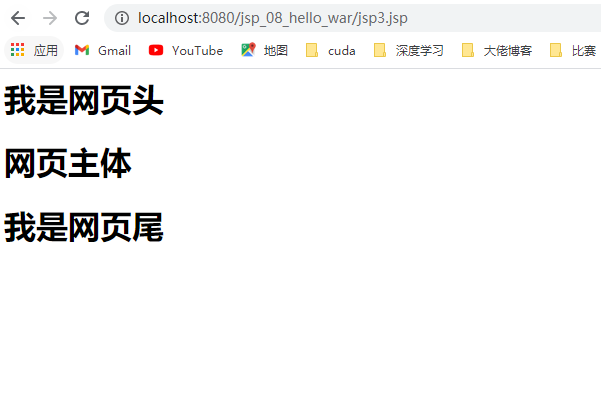 localhost:8080/jsp_08_hello_war/jsp3.jsp
应用 Gmail YouTube 地图 cuda 深度学习 大佬博客 比赛
我是网页头
网页主体
我是网页尾